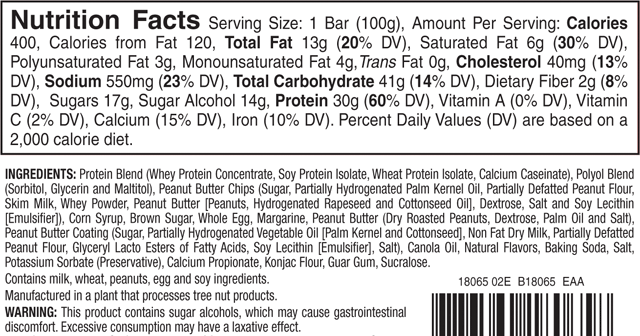 Nutrition Facts Serving Size: 1 Bar (100g), Amount Per Serving: Calories
400, Calories from Fat 120, Total Fat 13g (20% DV), Saturated Fat 6g (30% DV),
Polyunsaturated Fat 3g, Monounsaturated Fat 4g, Trans Fat 0g, Cholesterol 40mg (13%
DV), Sodium 550mg (23% DV), Total Carbohydrate 41g (14% DV), Dietary Fiber 2g (8%
DV), Sugars 17g, Sugar Alcohol 14g, Protein 30g (60% DV), Vitamin A (0% DV), Vitamin
C (2% DV), Calcium (15% DV), Iron (10% DV). Percent Daily Values (DV) are based on a
2,000 calorie diet.
INGREDIENTS: Protein Blend (Whey Protein Concentrate, Soy Protein Isolate, Wheat Protein Isolate, Calcium Caseinate), Polyol Blend
(Sorbitol, Glycerin and Maltitol), Peanut Butter Chips (Sugar, Partially Hydrogenated Palm Kernel Oil, Partially Defatted Peanut Flour,
Skim Milk, Whey Powder, Peanut Butter [Peanuts, Hydrogenated Rapeseed and Cottonseed Oil], Dextrose, Salt and Soy Lecithin
[Emulsifier]), Corn Syrup, Brown Sugar, Whole Egg, Margarine, Peanut Butter (Dry Roasted Peanuts, Dextrose, Palm Oil and Salt),
Peanut Butter Coating (Sugar, Partially Hydrogenated Vegetable Oil [Palm Kernel and Cottonseed], Non Fat Dry Milk, Partially Defatted
Peanut Flour, Glyceryl Lacto Esters of Fatty Acids, Soy Lecithin [Emulsifier], Salt), Canola Oil, Natural Flavors, Baking Soda, Salt,
Potassium Sorbate (Preservative), Calcium Propionate, Konjac Flour, Guar Gum, Sucralose.
Contains milk, wheat, peanuts, egg and soy ingredients.
Manufactured in a plant that processes tree nut products.
WARNING: This product contains sugar alcohols, which may cause gastrointestinal
discomfort. Excessive consumption may have a laxative effect.
18065 02E B18065 EAA